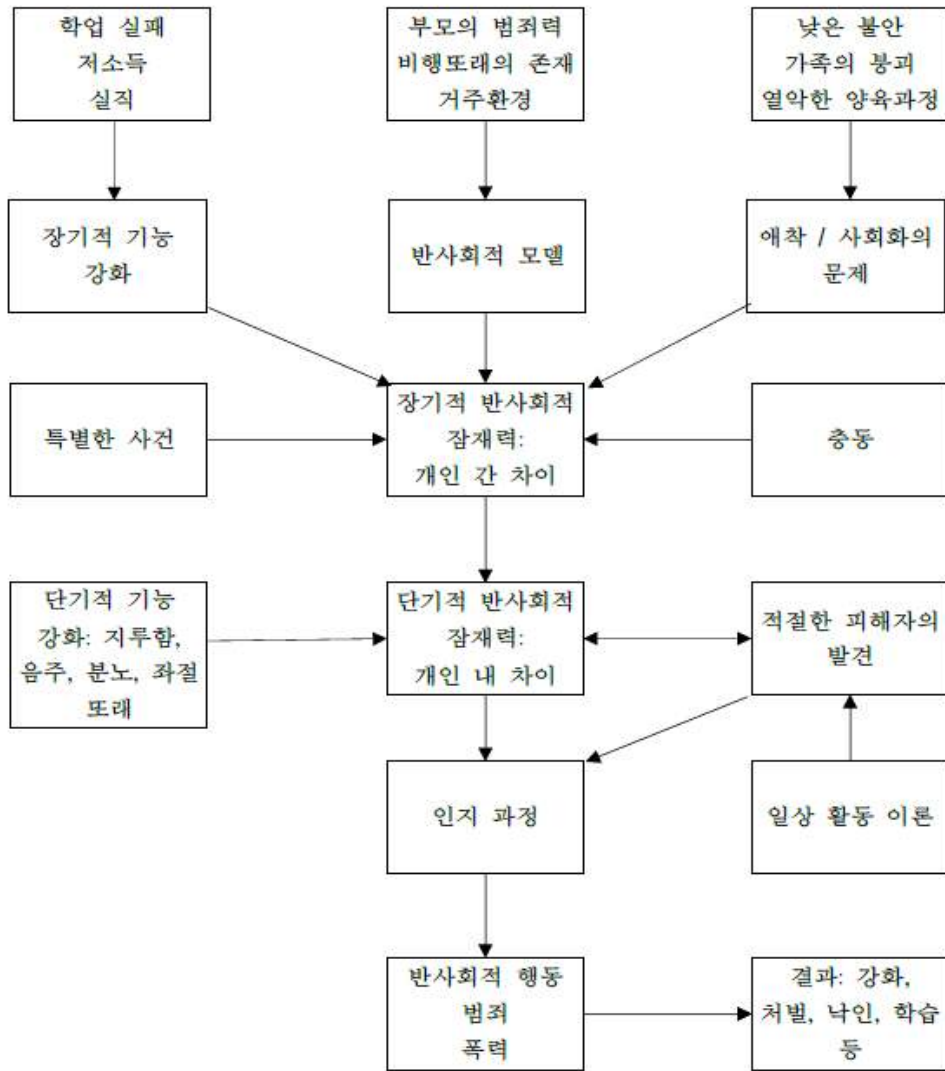 학업 실패
저소득
실직
부모의 범죄력
비행또래의 존재
거주환경
낮은 불안
가족의 붕괴
열악한 양육과정
장기적 기능
강화
반사회적 모델
애착 / 사회화의
문제
특별한 사건
장기적 반사회적
잠재력:
개인 간 차이
충동
단기적 기능
강화: 지루함,
음주, 분노, 좌절
또래
단기적 반사회적
잠재력:
개인 내 차이
적절한 피해자의
발견
인지 과정
일상 활동 이론
반사회적 행동
범죄
폭력
결과: 강화,
처벌, 낙인, 학습
등